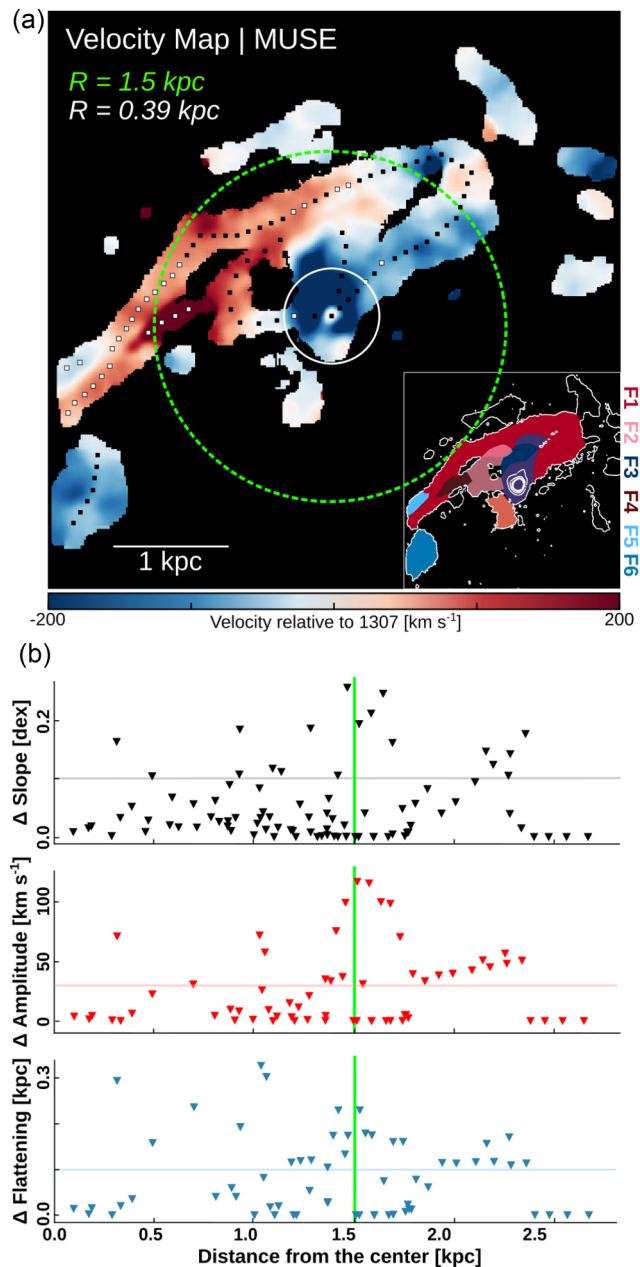 (a)
Velocity Map | MUSE
R = 1.5 kpc
R = 0.39 kpc
1 kpc
F1
F2
F3
F4
F5
F6
-200
200
Velocity relative to 1307 [km s⁻¹]
(b)
Δ Slope [dex]
0.2
0.0
Δ Amplitude [km s⁻¹]
100
50
0
Δ Flattening [kpc]
0.3
0.0
0.0
0.5
1.0
1.5
2.0
2.5
Distance from the center [kpc]